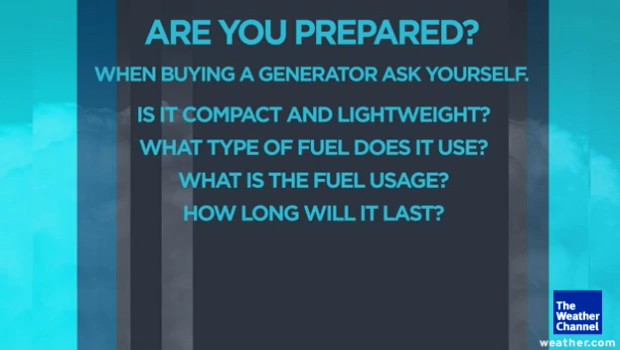 ARE YOU PREPARED?
WHEN BUYING A GENERATOR ASK YOURSELF.
IS IT COMPACT AND LIGHTWEIGHT?
WHAT TYPE OF FUEL DOES IT USE?
WHAT IS THE FUEL USAGE?
HOW LONG WILL IT LAST?
The
Weather
Channel
weather.com